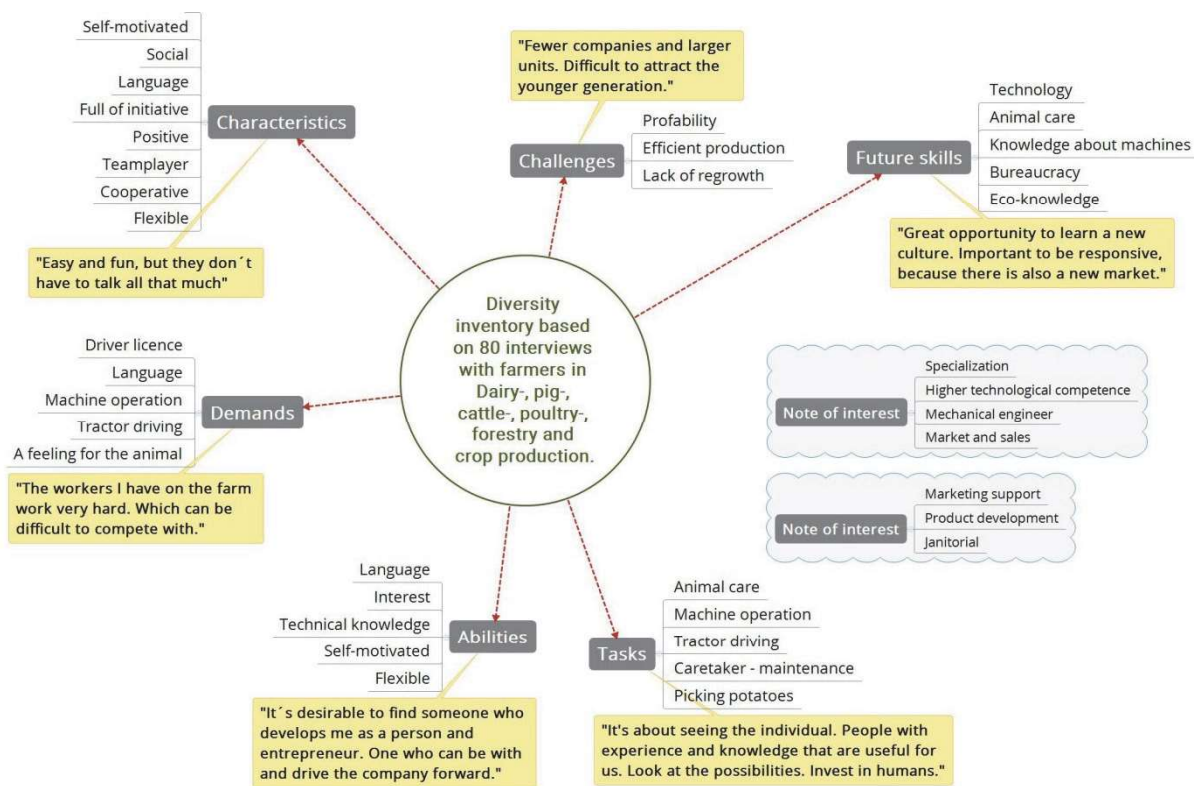 Self-motivated
Social
Language
Full of initiative
Positive
Teamplayer
Cooperative
Flexible
Characteristics
"Easy and fun, but they don´t
have to talk all that much"
"Fewer companies and larger
units. Difficult to attract the
younger generation."
Challenges
Profability
Efficient production
Lack of regrowth
Future skills
Technology
Animal care
Knowledge about machines
Bureaucracy
Eco-knowledge
"Great opportunity to learn a new
culture. Important to be responsive,
because there is also a new market."
Diversity
inventory based
on 80 interviews
with farmers in
Dairy-, pig-,
cattle-, poultry-,
forestry and
crop production.
Driver licence
Language
Machine operation
Tractor driving
A feeling for the animal
Demands
"The workers I have on the farm
work very hard. Which can be
difficult to compete with."
Note of interest
Specialization
Higher technological competence
Mechanical engineer
Market and sales
Note of interest
Marketing support
Product development
Janitorial
Language
Interest
Technical knowledge
Self-motivated
Flexible
Abilities
"It´s desirable to find someone who
develops me as a person and
entrepreneur. One who can be with
and drive the company forward."
Tasks
Animal care
Machine operation
Tractor driving
Caretaker - maintenance
Picking potatoes
"It's about seeing the individual. People with
experience and knowledge that are useful for
us. Look at the possibilities. Invest in humans."